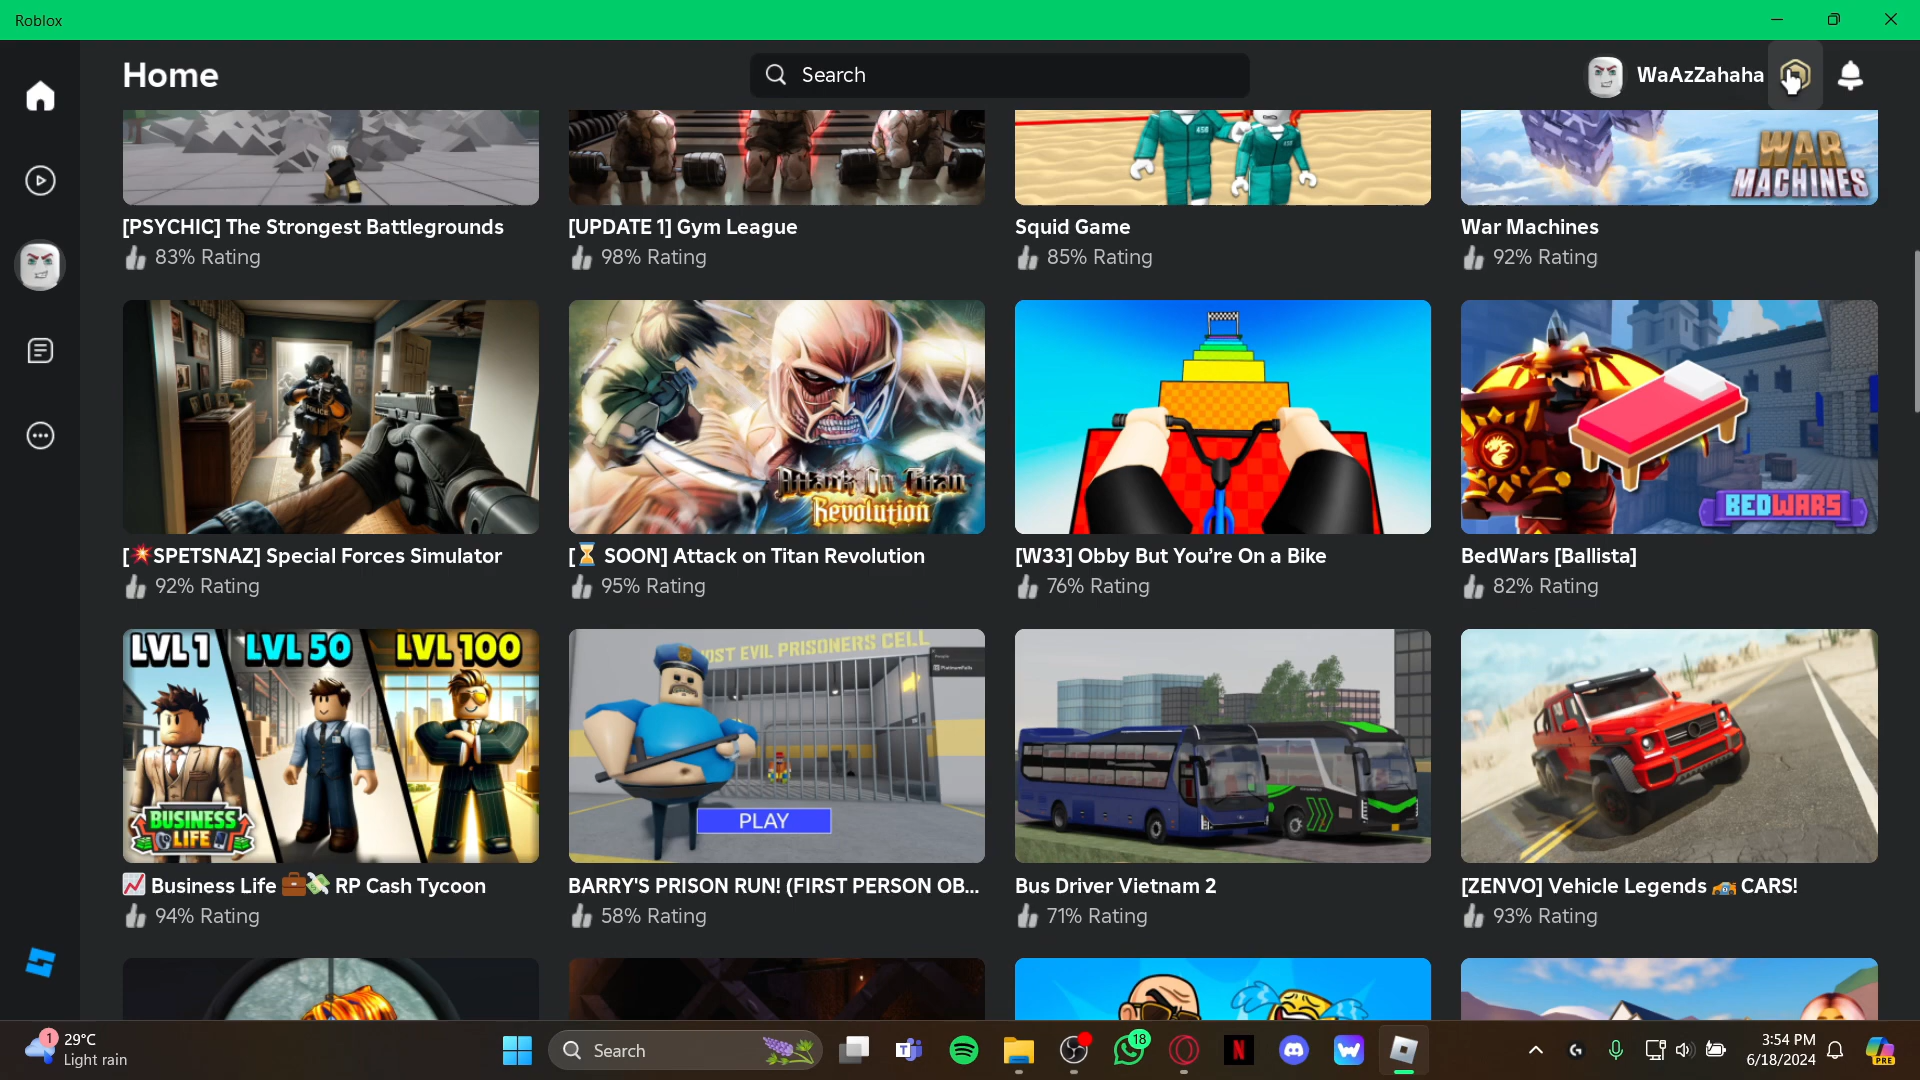 Roblox
Home
Search
WaAzZahaha
WAR
MACHINES
[PSYCHIC] The Strongest Battlegrounds
83% Rating
[UPDATE 1] Gym League
98% Rating
456
Squid Game
85% Rating
War Machines
92% Rating
POLICE
[💥SPETSNAZ] Special Forces Simulator
92% Rating
Attack On Titan
Revolution
[⏳ SOON] Attack on Titan Revolution
95% Rating
[W33] Obby But You’re On a Bike
76% Rating
BEDWARS
BedWars [Ballista]
82% Rating
LVL 1 LVL 50 LVL 100
BUSINESS
LIFE
📈 Business Life 💼💸 RP Cash Tycoon
94% Rating
MOST EVIL PRISONERS CELL
PLAY
BARRY'S PRISON RUN! (FIRST PERSON OB...
58% Rating
Bus Driver Vietnam 2
71% Rating
[ZENVO] Vehicle Legends 🚗 CARS!
93% Rating
1
29°C
Light rain
Search
18
3:54 PM
6/18/2024
PRE